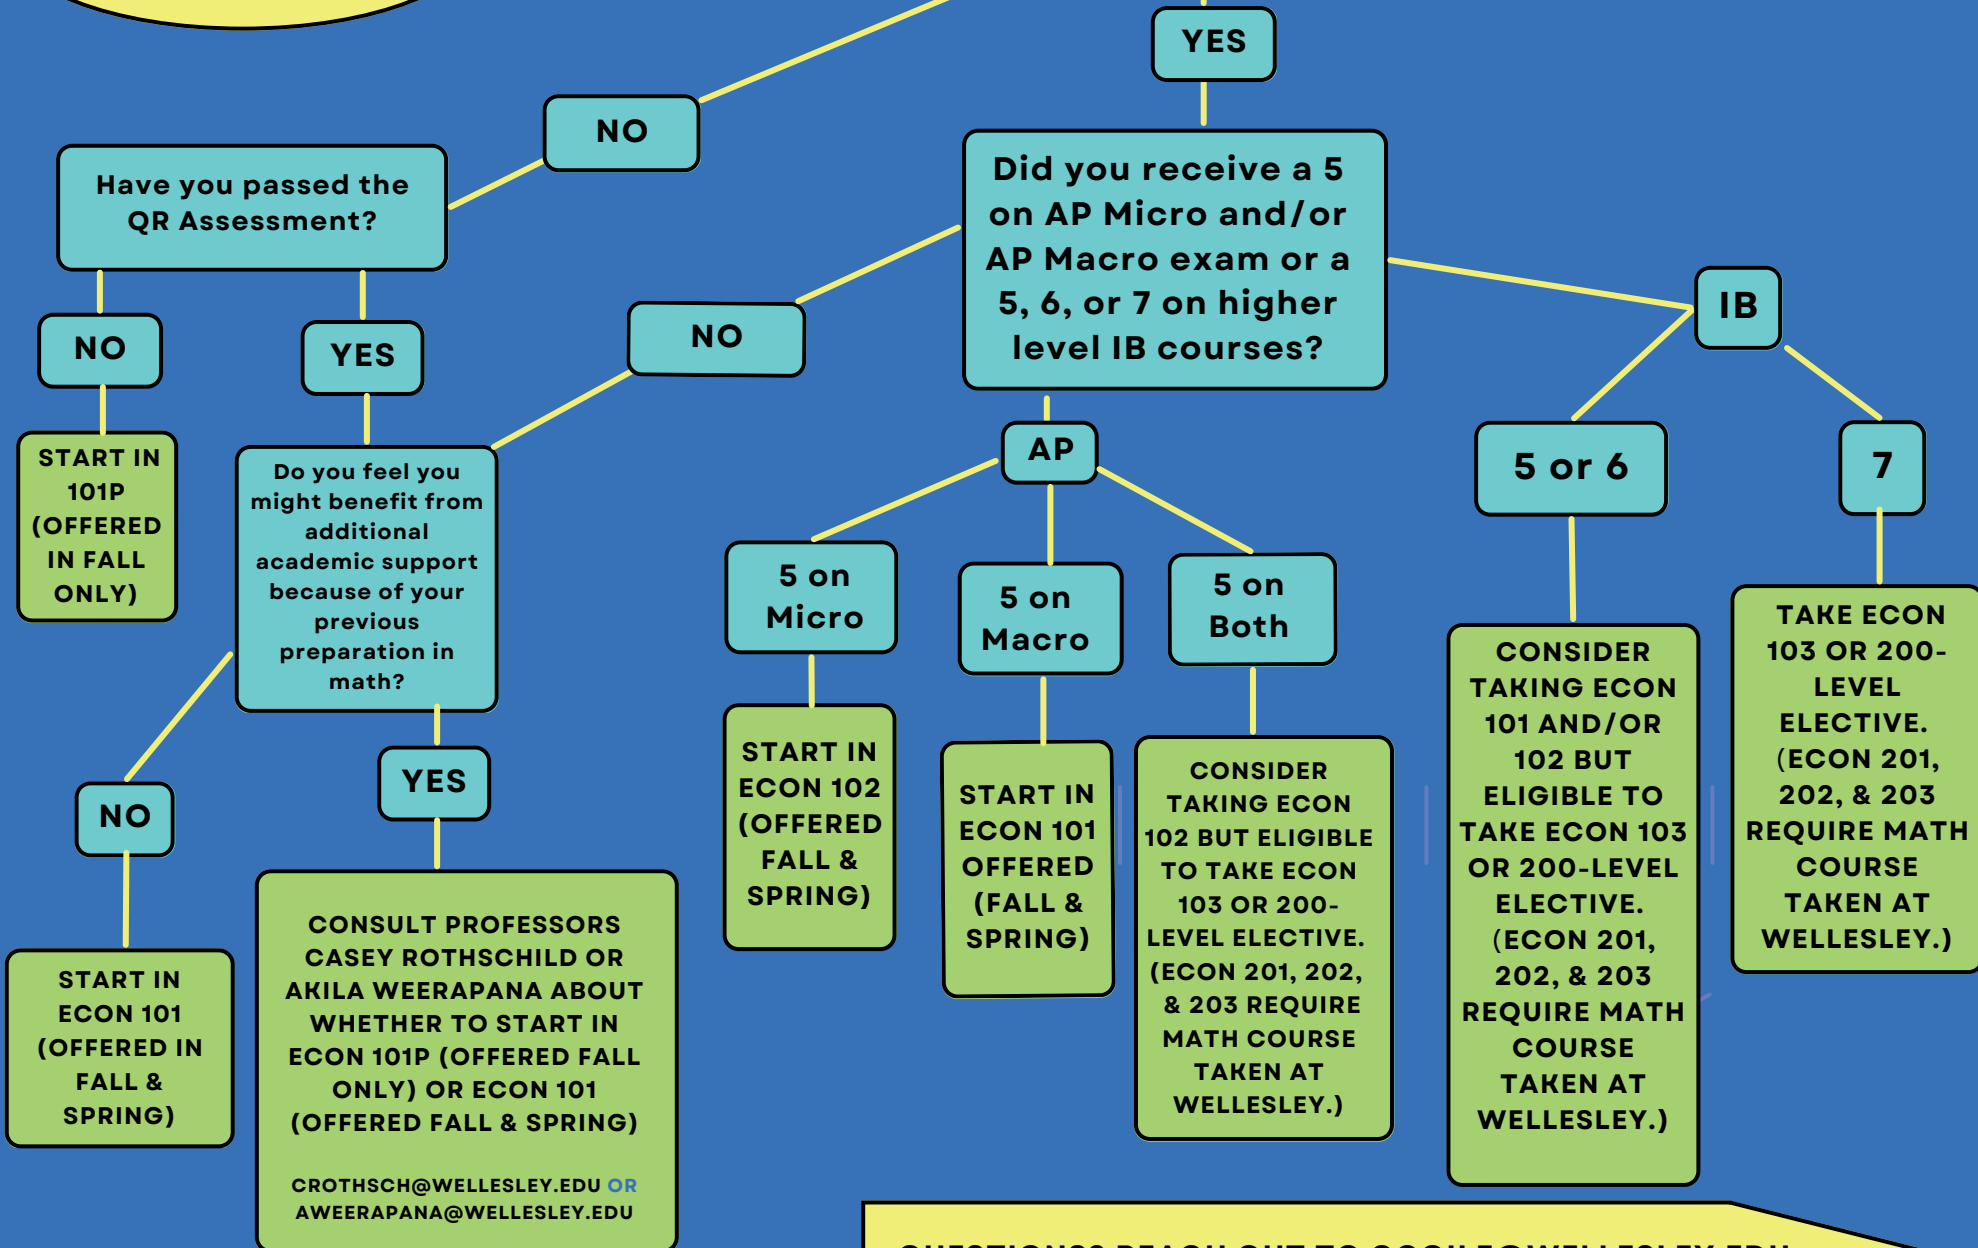 YES
NO
Have you passed the
QR Assessment?
Did you receive a 5
on AP Micro and/or
AP Macro exam or a
5, 6, or 7 on higher
level IB courses?
IB
NO
YES
NO
START IN
101P
(OFFERED
IN FALL
ONLY)
Do you feel you
might benefit from
additional
academic support
because of your
previous
preparation in
math?
AP
5 or 6
7
5 on
Micro
5 on
Macro
5 on
Both
NO
YES
START IN
ECON 101
(OFFERED IN
FALL &
SPRING)
CONSULT PROFESSORS
CASEY ROTHSCHILD OR
AKILA WEERAPANA ABOUT
WHETHER TO START IN
ECON 101P (OFFERED FALL
ONLY) OR ECON 101
(OFFERED FALL & SPRING)
CROTHSCH@WELLESLEY.EDU OR
AWEERAPANA@WELLESLEY.EDU
START IN
ECON 102
(OFFERED
FALL &
SPRING)
START IN
ECON 101
OFFERED
(FALL &
SPRING)
CONSIDER
TAKING ECON
102 BUT ELIGIBLE
TO TAKE ECON
103 OR 200-
LEVEL ELECTIVE.
(ECON 201, 202,
& 203 REQUIRE
MATH COURSE
TAKEN AT
WELLESLEY.)
CONSIDER
TAKING ECON
101 AND/OR
102 BUT
ELIGIBLE TO
TAKE ECON 103
OR 200-LEVEL
ELECTIVE.
(ECON 201,
202, & 203
REQUIRE MATH
COURSE
TAKEN AT
WELLESLEY.)
TAKE ECON
103 OR 200-
LEVEL
ELECTIVE.
(ECON 201,
202, & 203
REQUIRE MATH
COURSE
TAKEN AT
WELLESLEY.)
REACH OUT TO